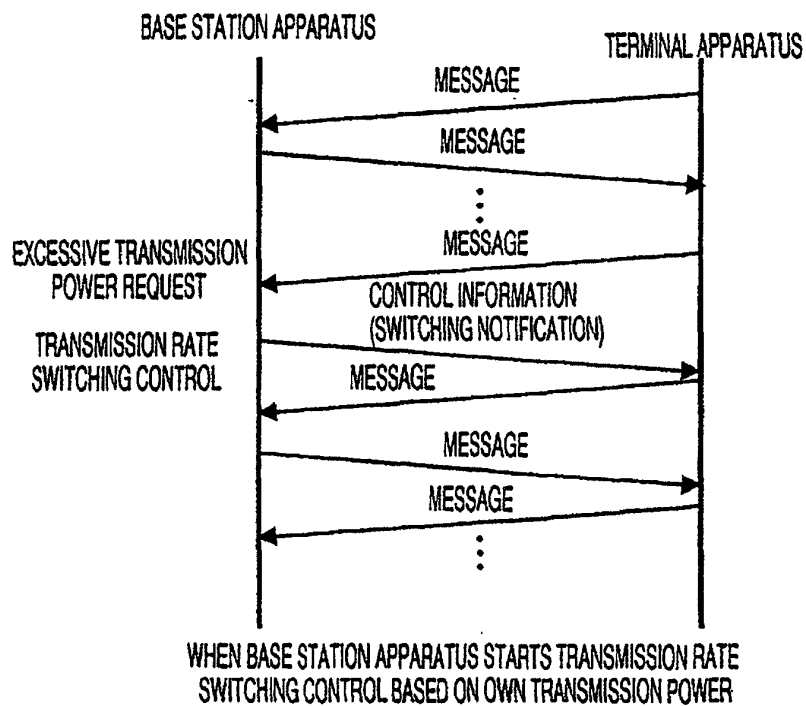 BASE STATION APPARATUS
TERMINAL APPARATUS
MESSAGE
MESSAGE
MESSAGE
EXCESSIVE TRANSMISSION
POWER REQUEST
CONTROL INFORMATION
(SWITCHING NOTIFICATION)
TRANSMISSION RATE
SWITCHING CONTROL
MESSAGE
MESSAGE
MESSAGE
WHEN BASE STATION APPARATUS STARTS TRANSMISSION RATE
SWITCHING CONTROL BASED ON OWN TRANSMISSION POWER